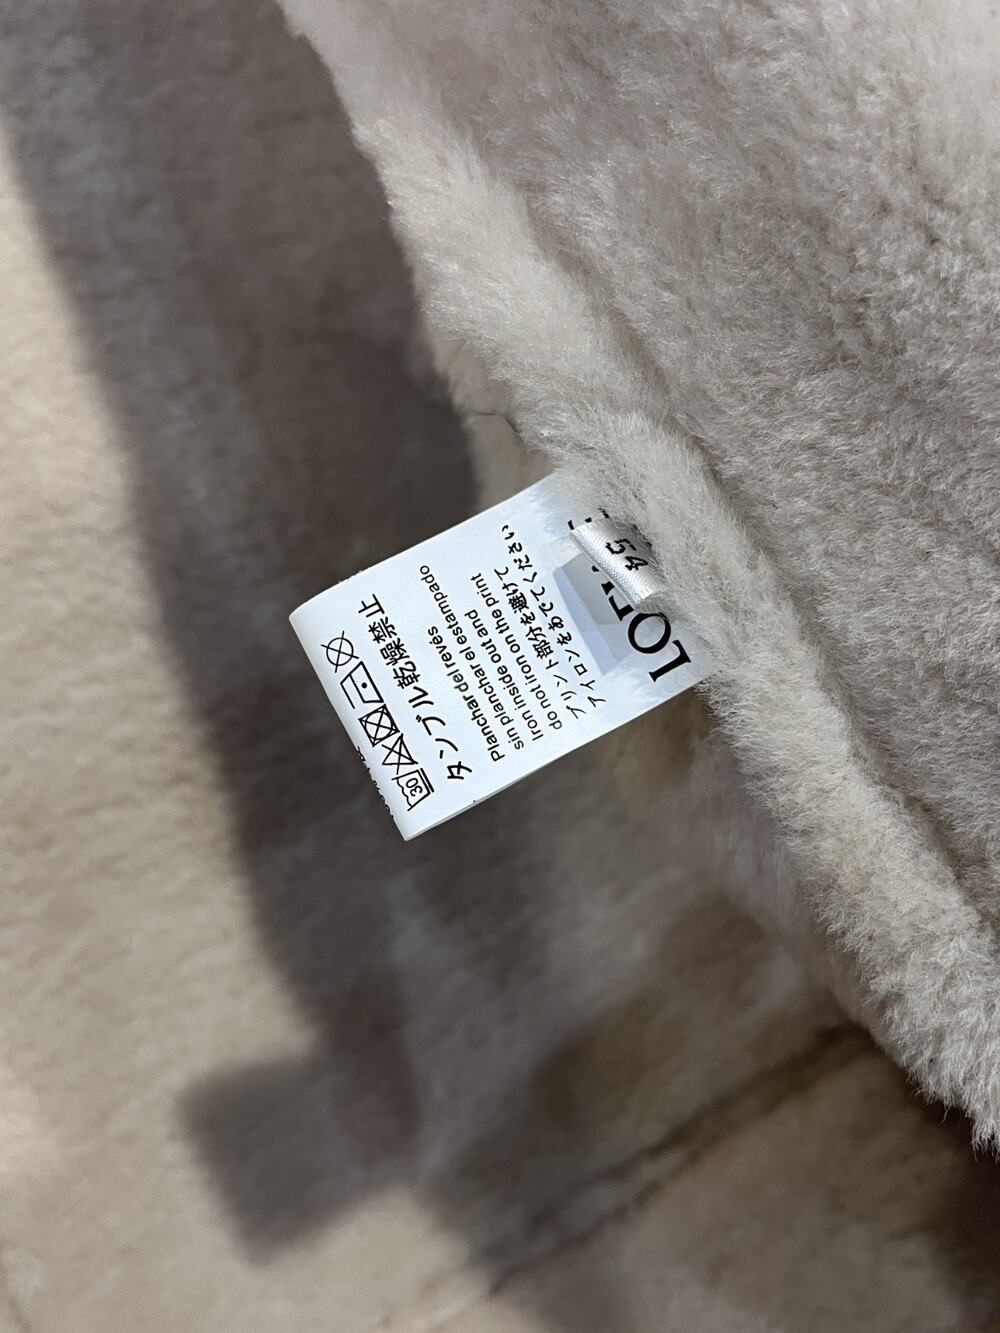 30
タンブル乾燥禁止
Planchar del revés
sin planchar el estampado
Iron inside out and
do not iron on the print
プリント部分を避けて
アイロンをあててください